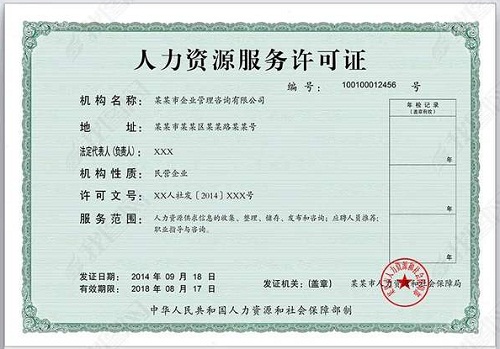 人力资源服务许可证
编 号: 100100012456 号
机构名称: 某某市企业管理咨询有限公司
地 址: 某某市某某区某某路某某号
法定代表人(负责人): XXX
机构性质: 民营企业
许可文号: XX人社发〔2014〕XXX号
服务范围: 人力资源供求信息的收集、整理、储存、发布和咨询;应聘人员推荐;
职业指导与咨询。
年检记录
(盖章有效)
年
年
年
发证日期: 2014 年 09 月 18 日
有效期限: 2018 年 08 月 17 日
发证机关: (盖章) 某某市人力资源和社会保障局
中华人民共和国人力资源和社会保障部制